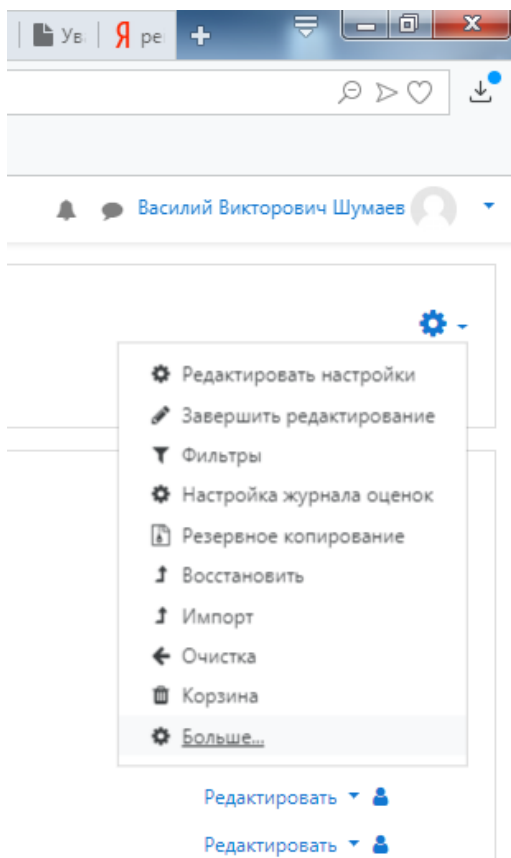 Ув
Я ре
Василий Викторович Шумаев
Редактировать настройки
Завершить редактирование
Фильтры
Настройка журнала оценок
Резервное копирование
Восстановить
Импорт
Очистка
Корзина
Больше...
Редактировать
Редактировать